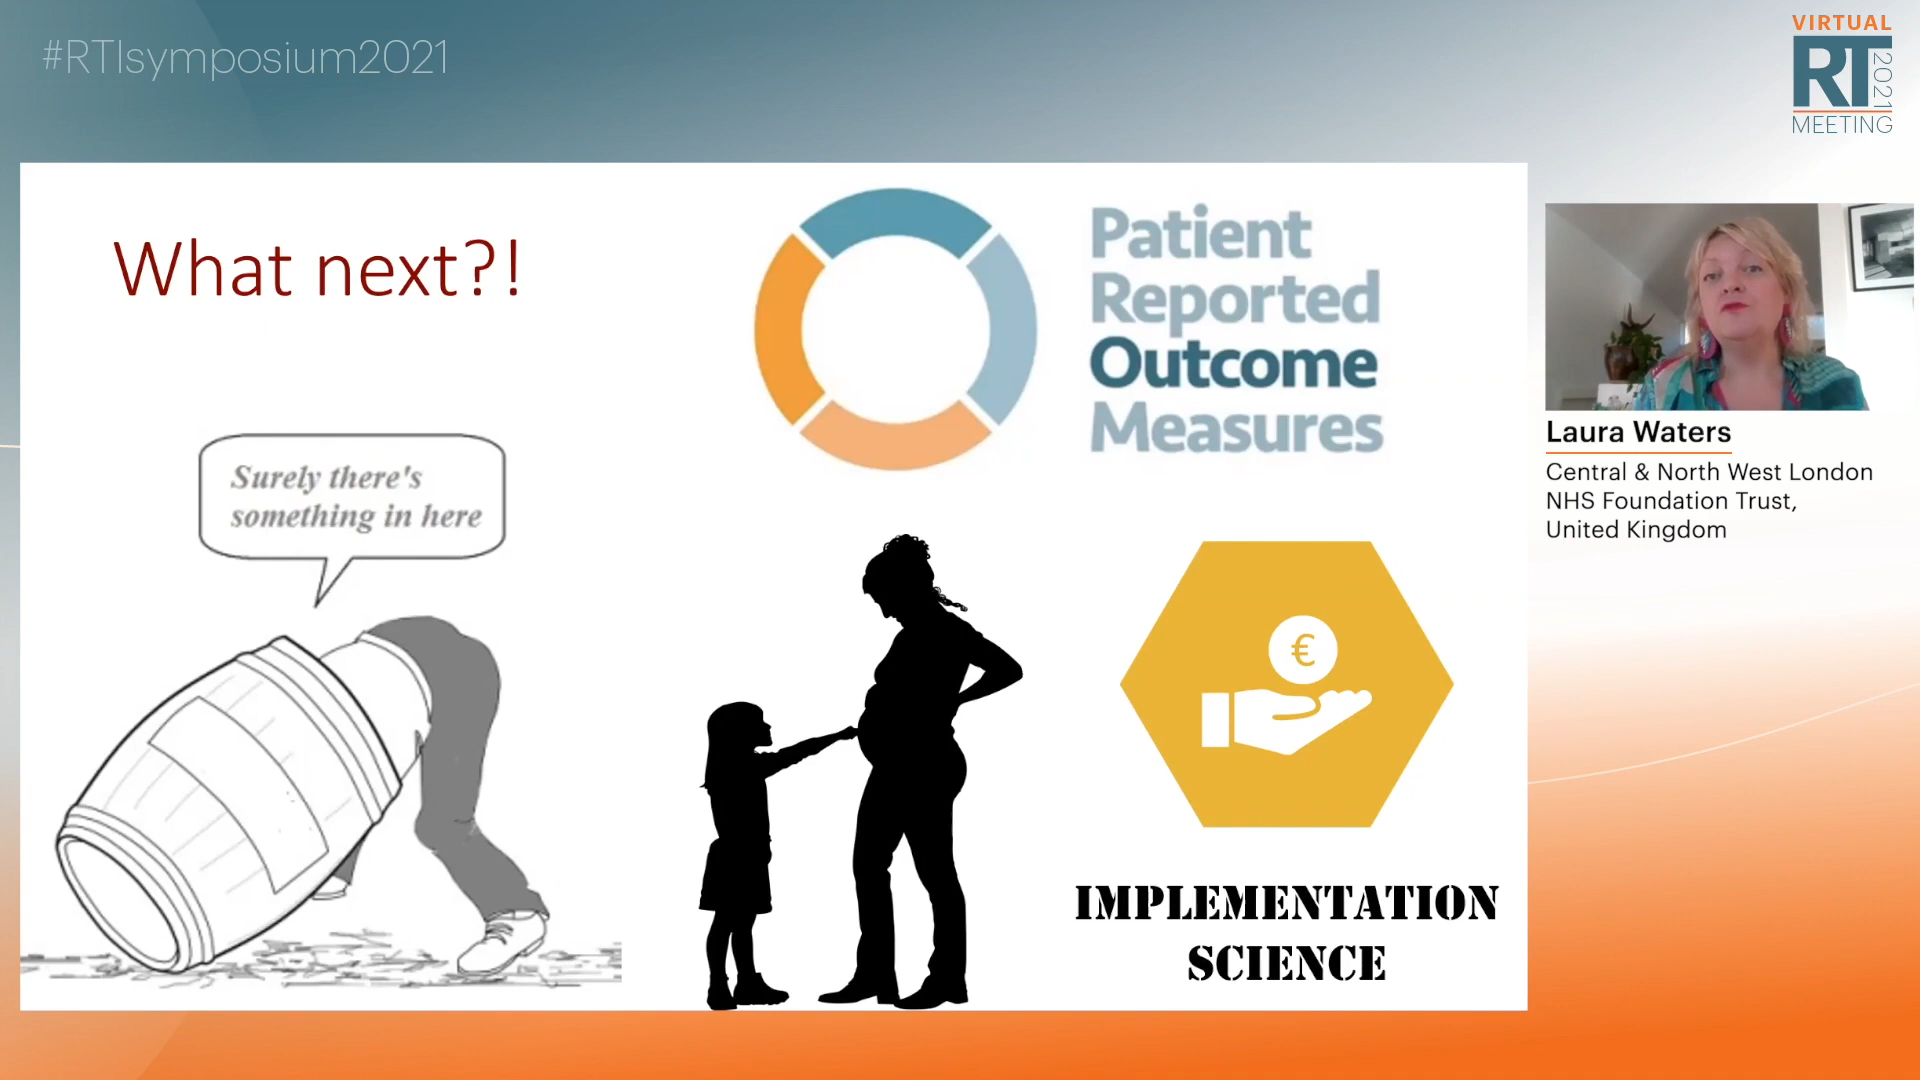 #RTIsymposium2021
VIRTUAL
RT
2021
MEETING
What next?!
Patient
Reported
Outcome
Measures
Surely there's
something in here
€
IMPLEMENTATION
SCIENCE
Laura Waters
Central & North West London
NHS Foundation Trust,
United Kingdom